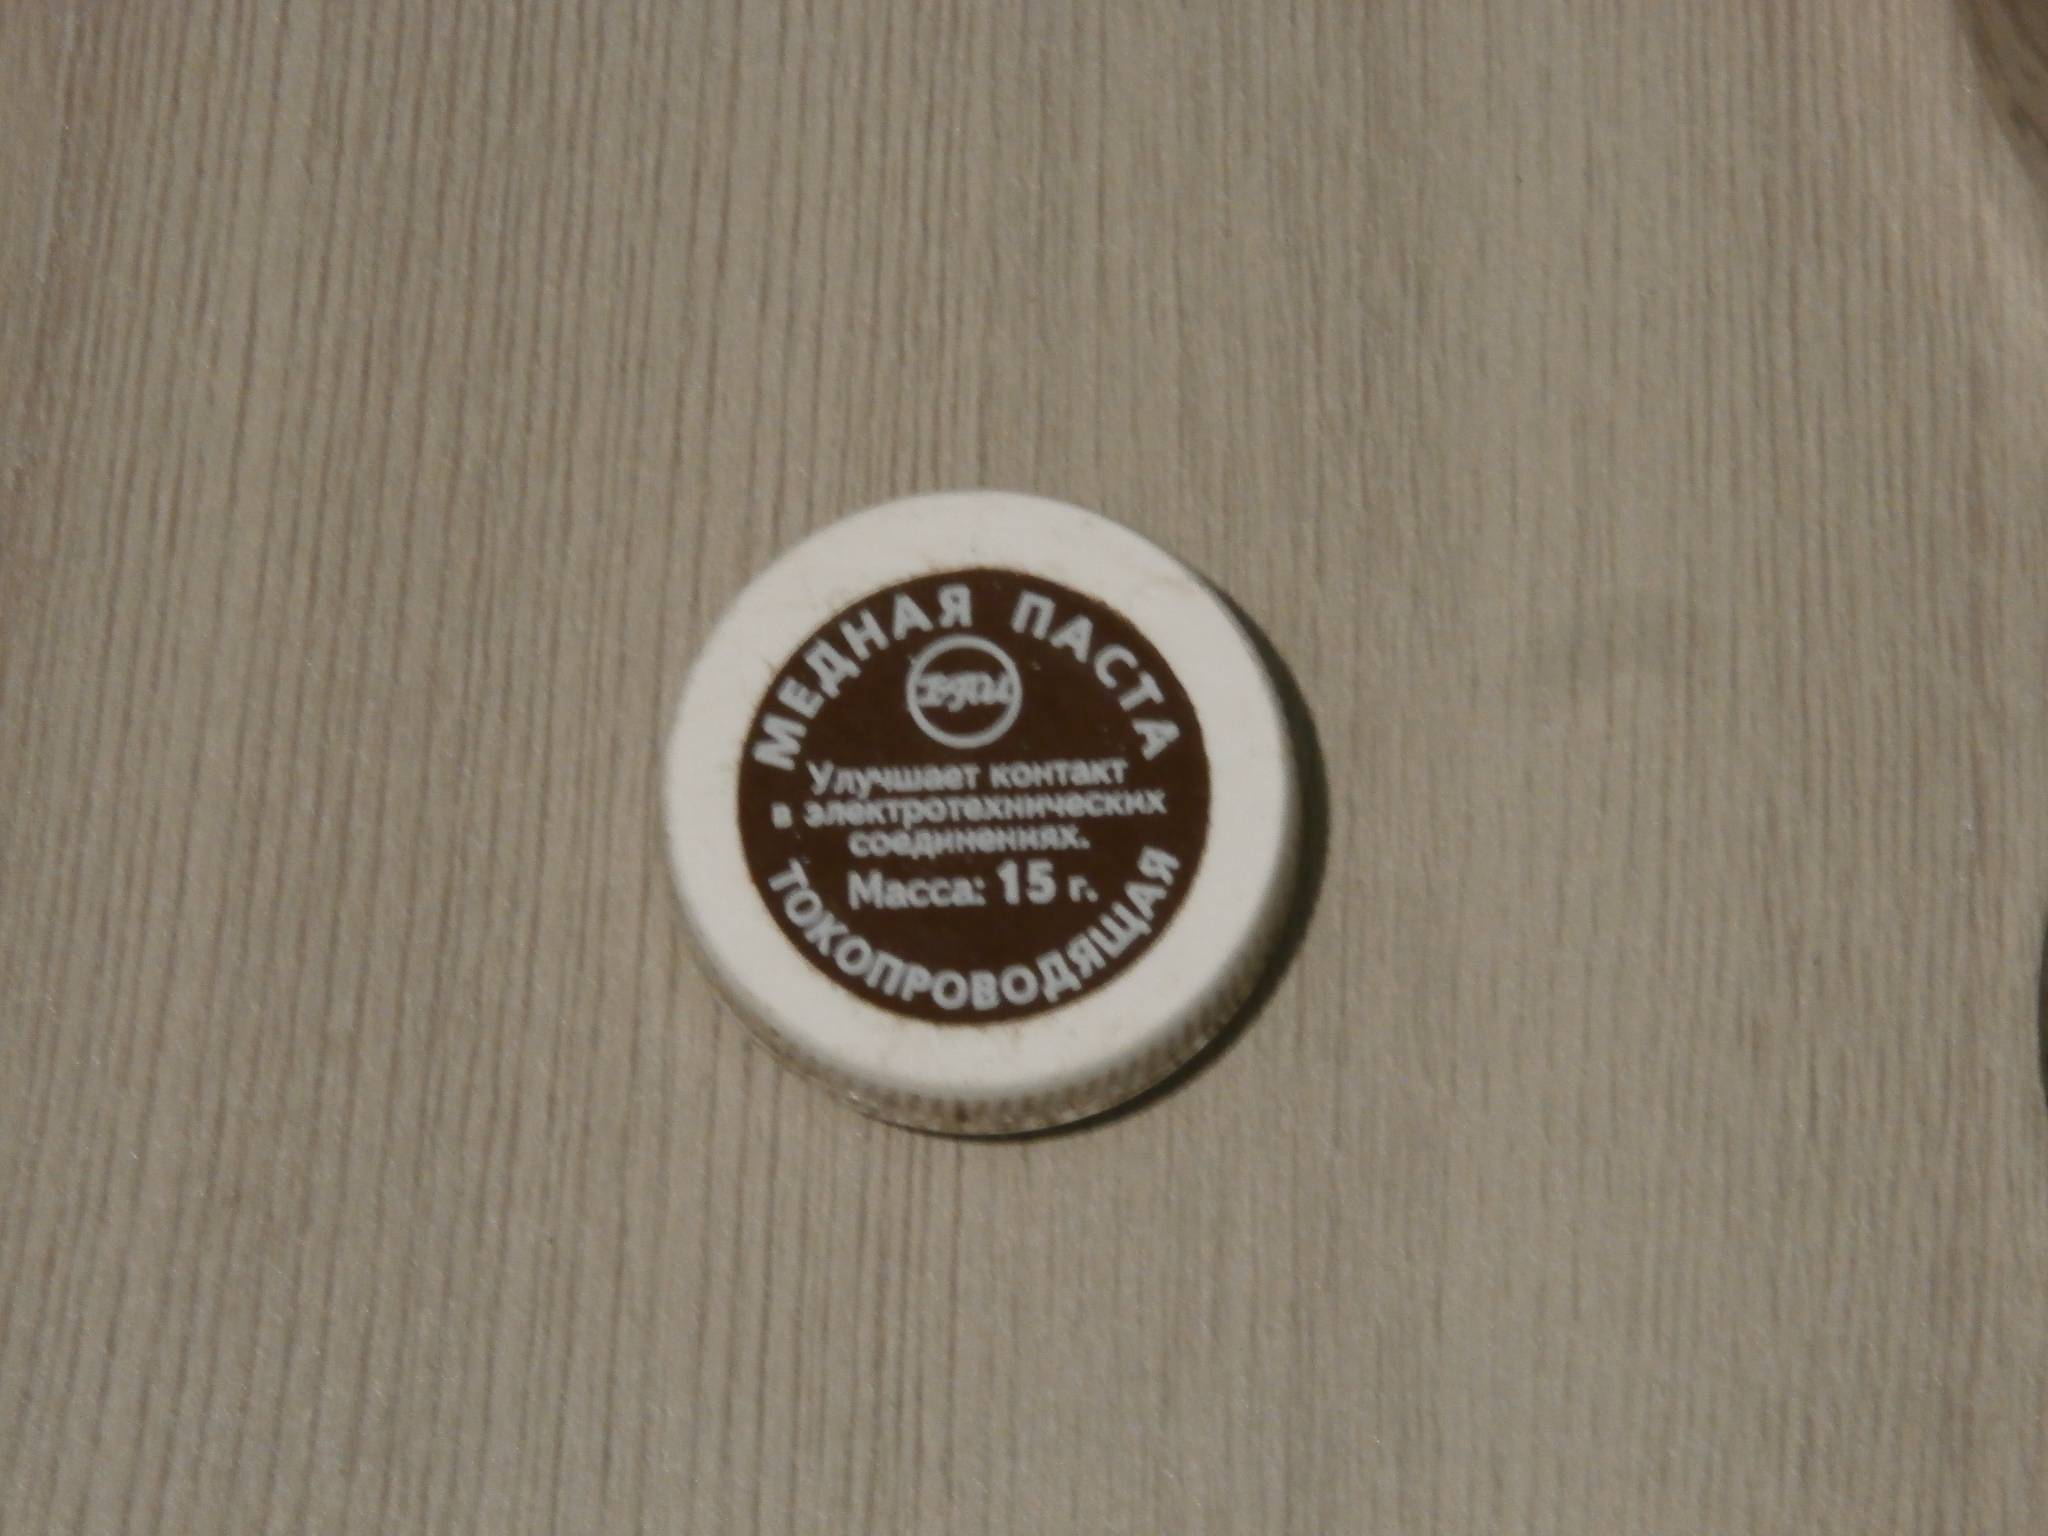 МЕДНАЯ ПАСТА
Улучшает контакт
в электротехнических
соединениях.
Масса: 15 г.
ТОКОПРОВОДЯЩАЯ